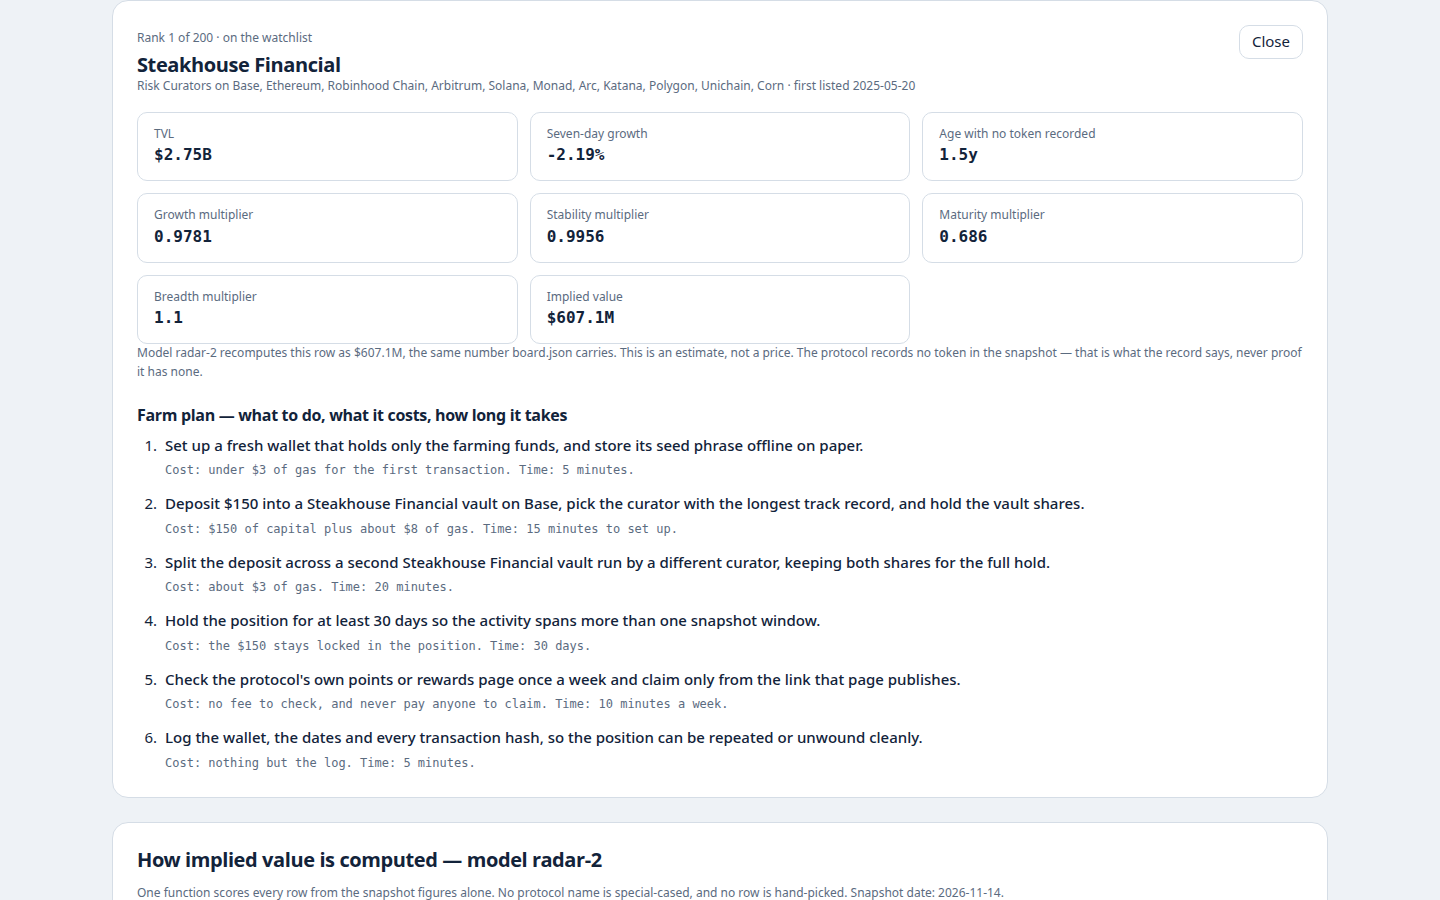 Rank 1 of 200 · on the watchlist
Close
Steakhouse Financial
Risk Curators on Base, Ethereum, Robinhood Chain, Arbitrum, Solana, Monad, Arc, Katana, Polygon, Unichain, Corn · first listed 2025-05-20
TVL
$2.75B
Seven-day growth
-2.19%
Age with no token recorded
1.5y
Growth multiplier
0.9781
Stability multiplier
0.9956
Maturity multiplier
0.686
Breadth multiplier
1.1
Implied value
$607.1M
Model radar-2 recomputes this row as $607.1M, the same number board.json carries. This is an estimate, not a price. The protocol records no token in the snapshot — that is what the record says, never proof
it has none.
Farm plan — what to do, what it costs, how long it takes
1. Set up a fresh wallet that holds only the farming funds, and store its seed phrase offline on paper.
Cost: under $3 of gas for the first transaction. Time: 5 minutes.
2. Deposit $150 into a Steakhouse Financial vault on Base, pick the curator with the longest track record, and hold the vault shares.
Cost: $150 of capital plus about $8 of gas. Time: 15 minutes to set up.
3. Split the deposit across a second Steakhouse Financial vault run by a different curator, keeping both shares for the full hold.
Cost: about $3 of gas. Time: 20 minutes.
4. Hold the position for at least 30 days so the activity spans more than one snapshot window.
Cost: the $150 stays locked in the position. Time: 30 days.
5. Check the protocol's own points or rewards page once a week and claim only from the link that page publishes.
Cost: no fee to check, and never pay anyone to claim. Time: 10 minutes a week.
6. Log the wallet, the dates and every transaction hash, so the position can be repeated or unwound cleanly.
Cost: nothing but the log. Time: 5 minutes.
How implied value is computed — model radar-2
One function scores every row from the snapshot figures alone. No protocol name is special-cased, and no row is hand-picked. Snapshot date: 2026-11-14.